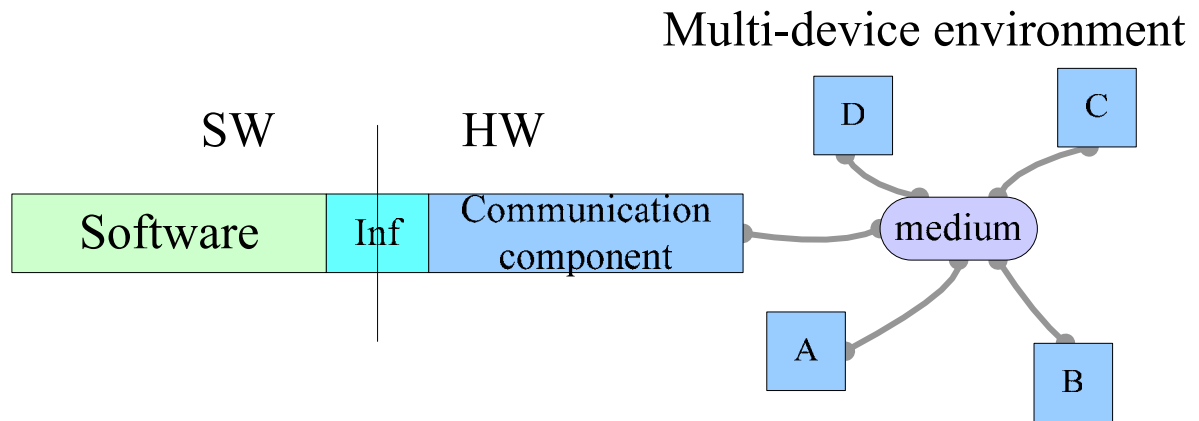 Multi-device environment
SW
HW
D
C
Software
Inf
Communication
component
medium
A
B